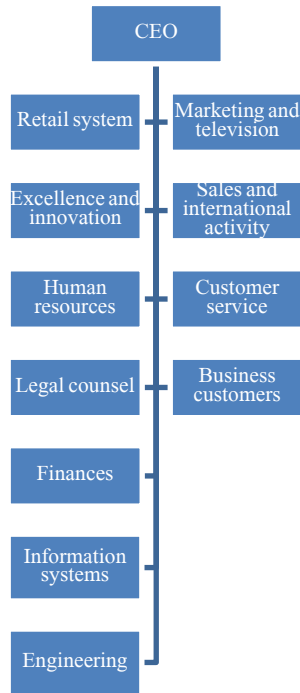 CEO
Retail system
Marketing and
television
Excellence and
innovation
Sales and
international
activity
Human
resources
Customer
service
Legal counsel
Business
customers
Finances
Information
systems
Engineering